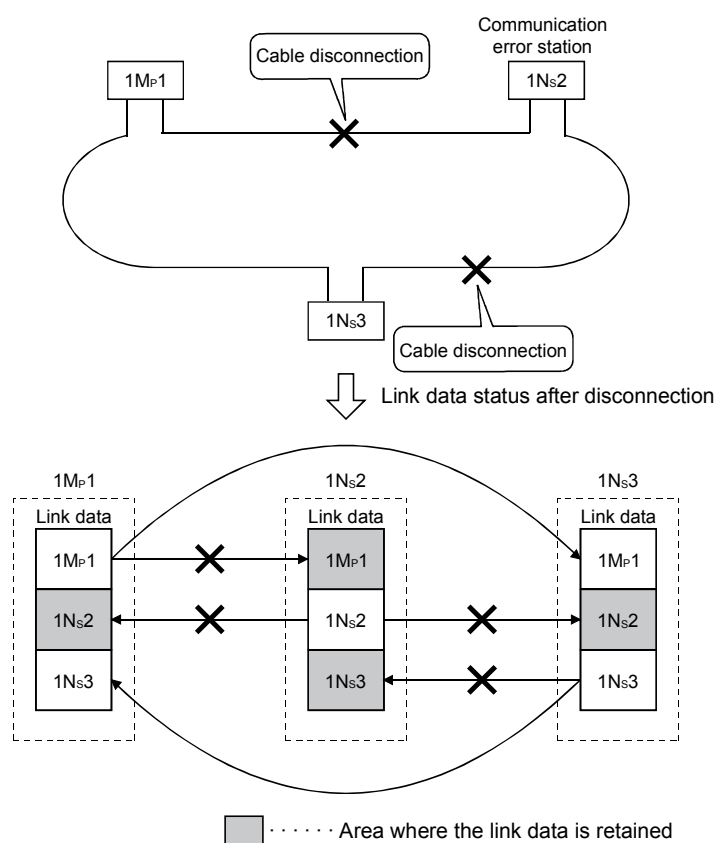 Communication
error station
Cable disconnection
1MP1
1NS2
1NS3
Cable disconnection
Link data status after disconnection
1MP1
1NS2
1NS3
Link data
Link data
Link data
1MP1
1MP1
1MP1
1NS2
1NS2
1NS2
1NS3
1NS3
1NS3
· · · · · · Area where the link data is retained